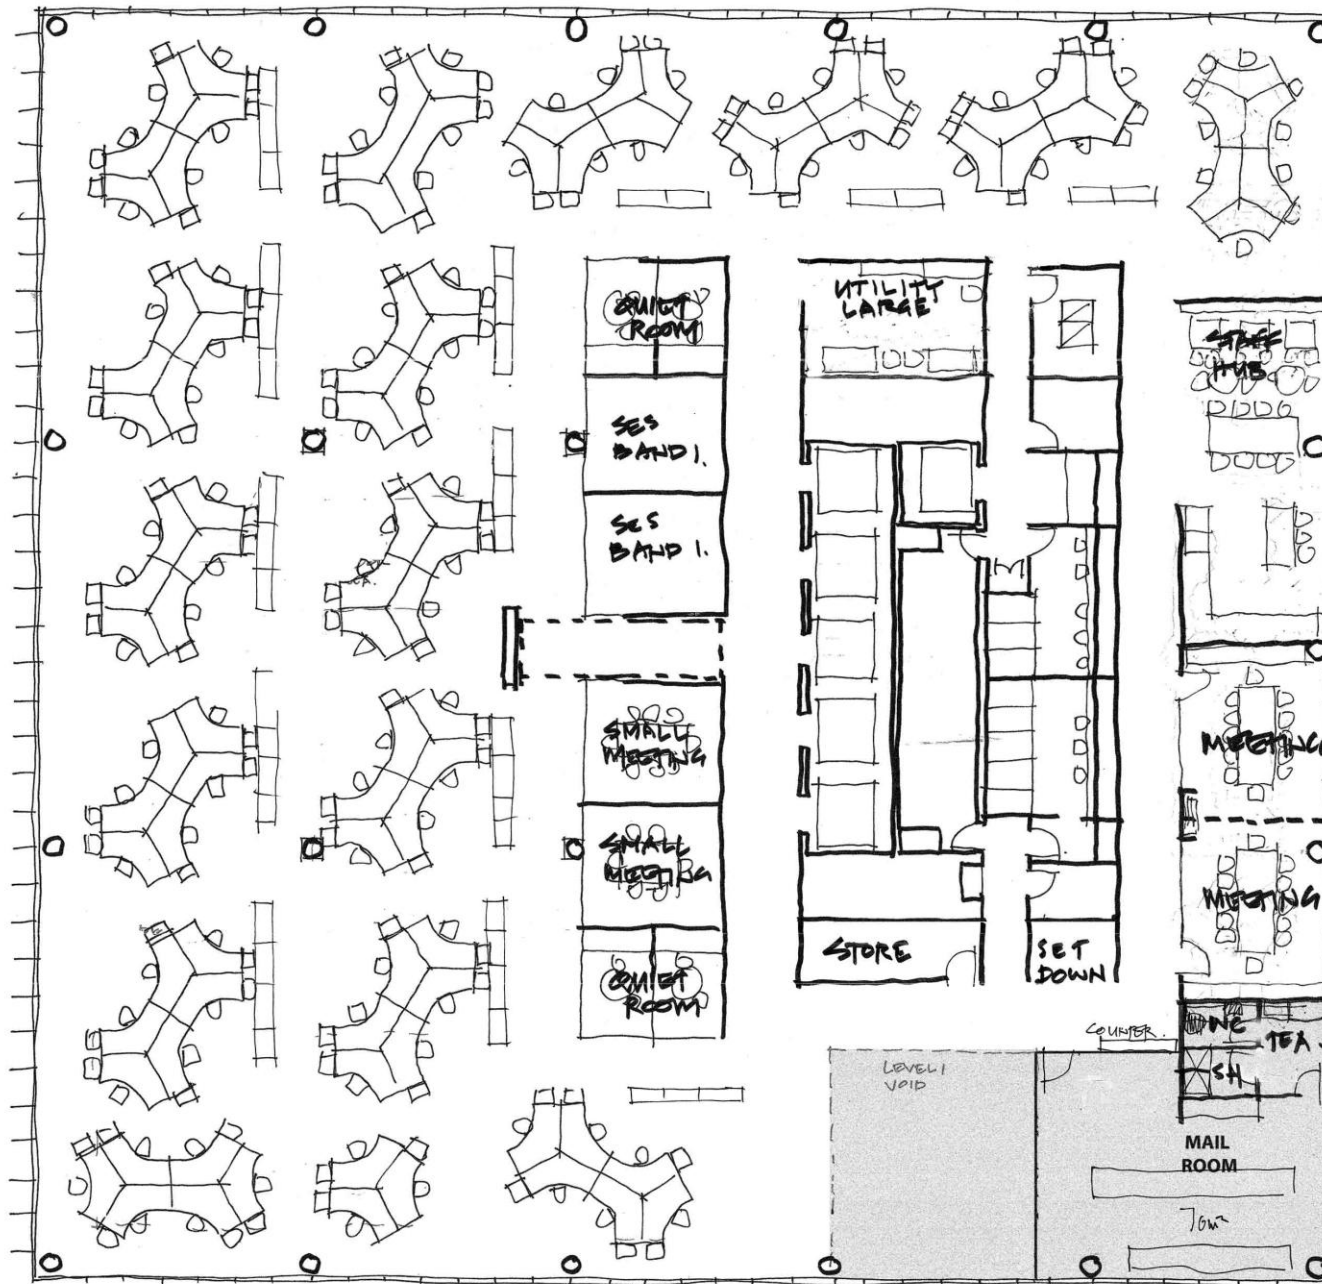 QUIET
ROOM
UTILITY
LARGE
STAFF
HUB
SES
BAND 1.
SES
BAND 1.
SMALL
MEETING
MEETING
SMALL
MEETING
MEETING
STORE
SET
DOWN
QUIET
ROOM
COUNTER.
WC
TEA
SH
LEVEL 1
VOID
MAIL
ROOM
70m²